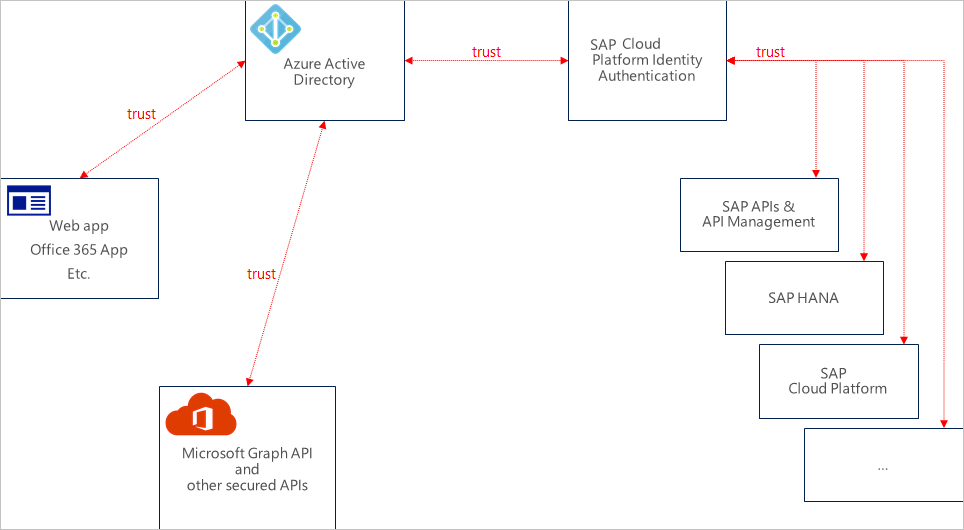 Azure Active
Directory
trust
SAP Cloud
Platform Identity
Authentication
trust
trust
Web app
Office 365 App
Etc.
SAP APIs &
API Management
trust
SAP HANA
SAP
Cloud Platform
Microsoft Graph API
and
other secured APIs
...